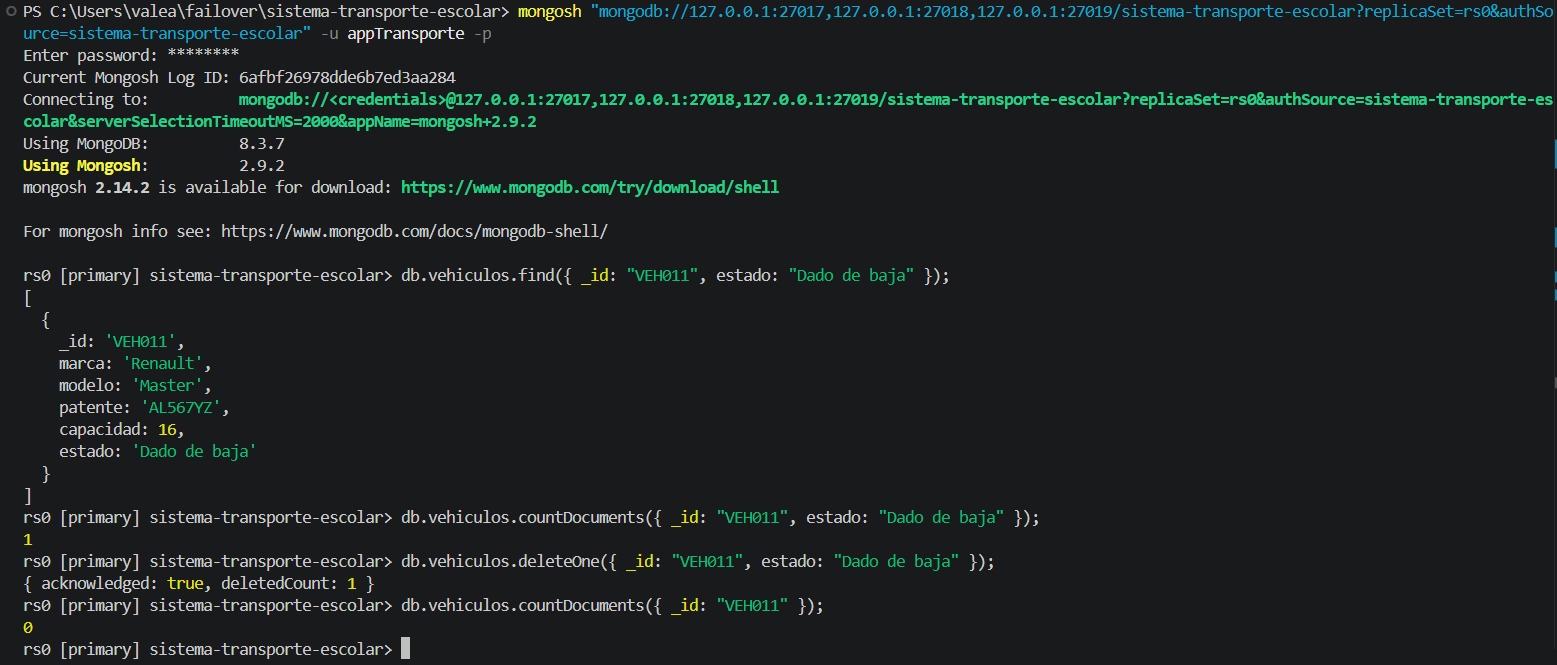 PS C:\Users\valea\failover\sistema-transporte-escolar> mongosh "mongodb://127.0.0.1:27017,127.0.0.1:27018,127.0.0.1:27019/sistema-transporte-escolar?replicaSet=rs0&authSo
urce=sistema-transporte-escolar" -u appTransporte -p
Enter password: ********
Current Mongosh Log ID: 6afbf26978dde6b7ed3aa284
Connecting to:          mongodb://<credentials>@127.0.0.1:27017,127.0.0.1:27018,127.0.0.1:27019/sistema-transporte-escolar?replicaSet=rs0&authSource=sistema-transporte-es
colar&serverSelectionTimeoutMS=2000&appName=mongosh+2.9.2
Using MongoDB:          8.3.7
Using Mongosh:          2.9.2
mongosh 2.14.2 is available for download: https://www.mongodb.com/try/download/shell

For mongosh info see: https://www.mongodb.com/docs/mongodb-shell/

rs0 [primary] sistema-transporte-escolar> db.vehiculos.find({ _id: "VEH011", estado: "Dado de baja" });
[
  {
    _id: 'VEH011',
    marca: 'Renault',
    modelo: 'Master',
    patente: 'AL567YZ',
    capacidad: 16,
    estado: 'Dado de baja'
  }
]
rs0 [primary] sistema-transporte-escolar> db.vehiculos.countDocuments({ _id: "VEH011", estado: "Dado de baja" });
1
rs0 [primary] sistema-transporte-escolar> db.vehiculos.deleteOne({ _id: "VEH011", estado: "Dado de baja" });
{ acknowledged: true, deletedCount: 1 }
rs0 [primary] sistema-transporte-escolar> db.vehiculos.countDocuments({ _id: "VEH011" });
0
rs0 [primary] sistema-transporte-escolar>